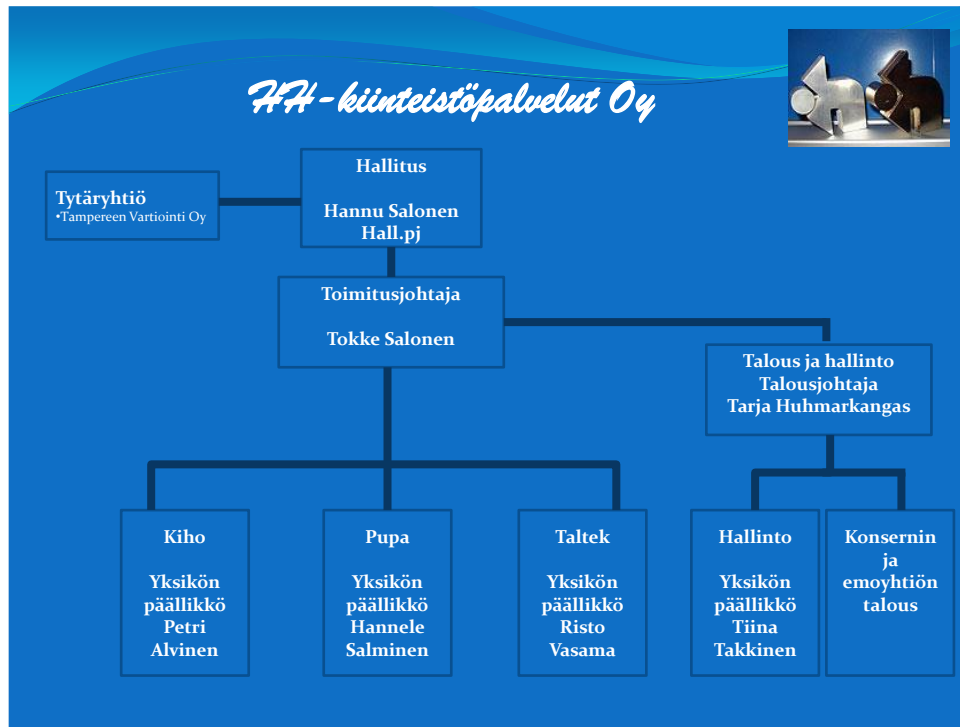 HH-kiinteistöpalvelut Oy
Hallitus
Hannu Salonen
Hall.pj
Tytäryhtiö
•Tampereen Vartiointi Oy
Toimitusjohtaja
Tokke Salonen
Talous ja hallinto
Talousjohtaja
Tarja Huhmarkangas
Kiho
Yksikön
päällikkö
Petri
Alvinen
Pupa
Yksikön
päällikkö
Hannele
Salminen
Taltek
Yksikön
päällikkö
Risto
Vasama
Hallinto
Yksikön
päällikkö
Tiina
Takkinen
Konsernin
ja
emoyhtiön
talous